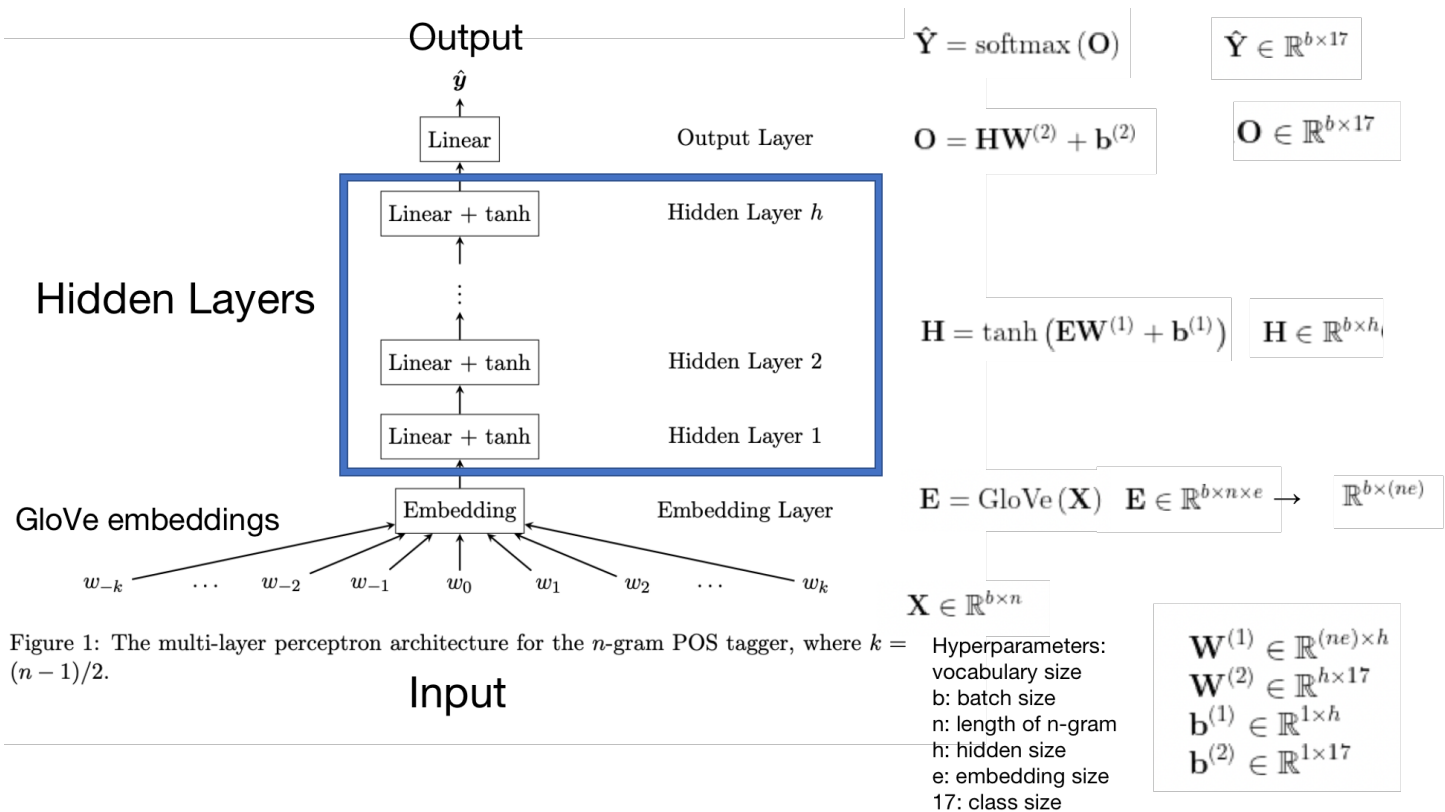 Output
ŷ
Linear
Output Layer
Linear + tanh
Hidden Layer h
⋮
Hidden Layers
Linear + tanh
Hidden Layer 2
Linear + tanh
Hidden Layer 1
GloVe embeddings
Embedding
Embedding Layer
w₋ₖ … w₋₂ w₋₁ w₀ w₁ w₂ … wₖ
Figure 1: The multi-layer perceptron architecture for the n-gram POS tagger, where k =
(n − 1)/2.
Input
Ŷ = softmax (O) Ŷ ∈ ℝ^{b×17}
O = HW^{(2)} + b^{(2)} O ∈ ℝ^{b×17}
H = tanh (EW^{(1)} + b^{(1)}) H ∈ ℝ^{b×h}
E = GloVe (X) E ∈ ℝ^{b×n×e} → ℝ^{b×(ne)}
X ∈ ℝ^{b×n}
Hyperparameters:
vocabulary size
b: batch size
n: length of n-gram
h: hidden size
e: embedding size
17: class size
W^{(1)} ∈ ℝ^{(ne)×h}
W^{(2)} ∈ ℝ^{h×17}
b^{(1)} ∈ ℝ^{1×h}
b^{(2)} ∈ ℝ^{1×17}